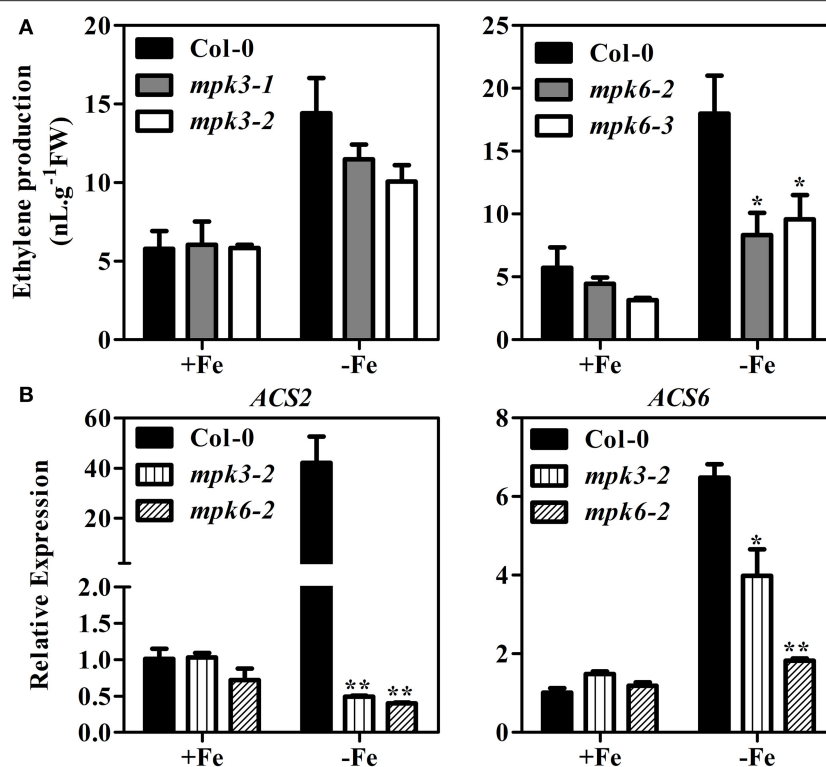 A
Ethylene production
(nL.g⁻¹FW)
20
15
10
5
0
Col-0
mpk3-1
mpk3-2
+Fe
-Fe
25
20
15
10
5
0
Col-0
mpk6-2
mpk6-3
*
*
+Fe
-Fe
B
ACS2
Relative Expression
60
40
20
2.0
1.5
1.0
0.5
0.0
Col-0
mpk3-2
mpk6-2
**
**
+Fe
-Fe
ACS6
8
6
4
2
0
Col-0
mpk3-2
mpk6-2
*
**
+Fe
-Fe